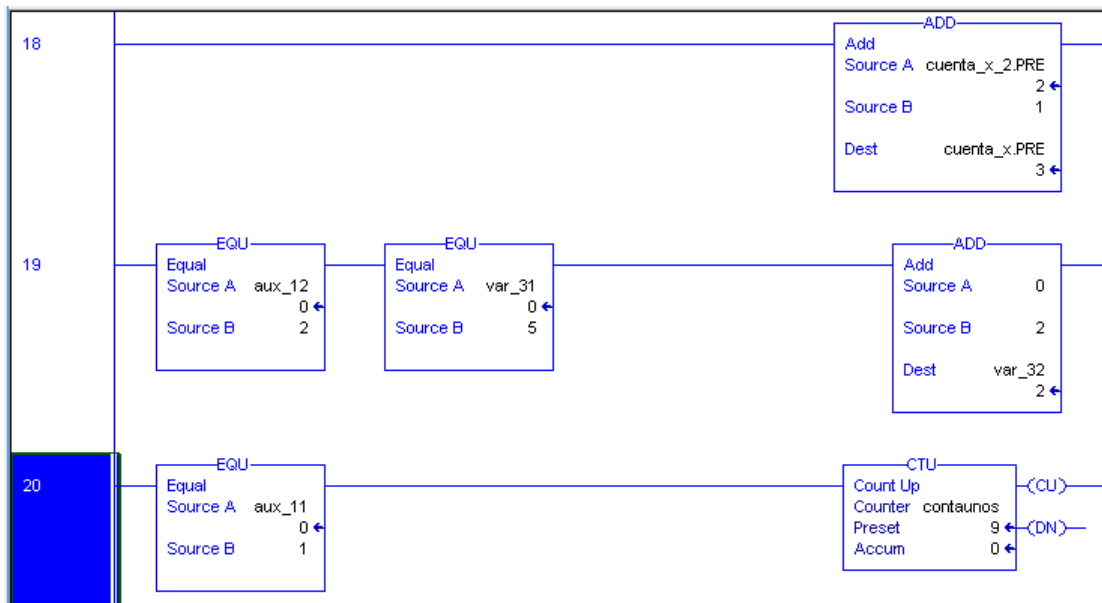 ADD
18
Add
Source A cuenta_x_2.PRE
2
Source B 1
Dest cuenta_x.PRE
3
EQU EQU ADD
19
Equal Equal Add
Source A aux_12 Source A var_31 Source A 0
0 0
Source B 2 Source B 5 Source B 2
Dest var_32
2
EQU CTU
20
Equal Count Up (CU)
Source A aux_11 Counter contaunos
0 Preset 9 (DN)
Source B 1 Accum 0